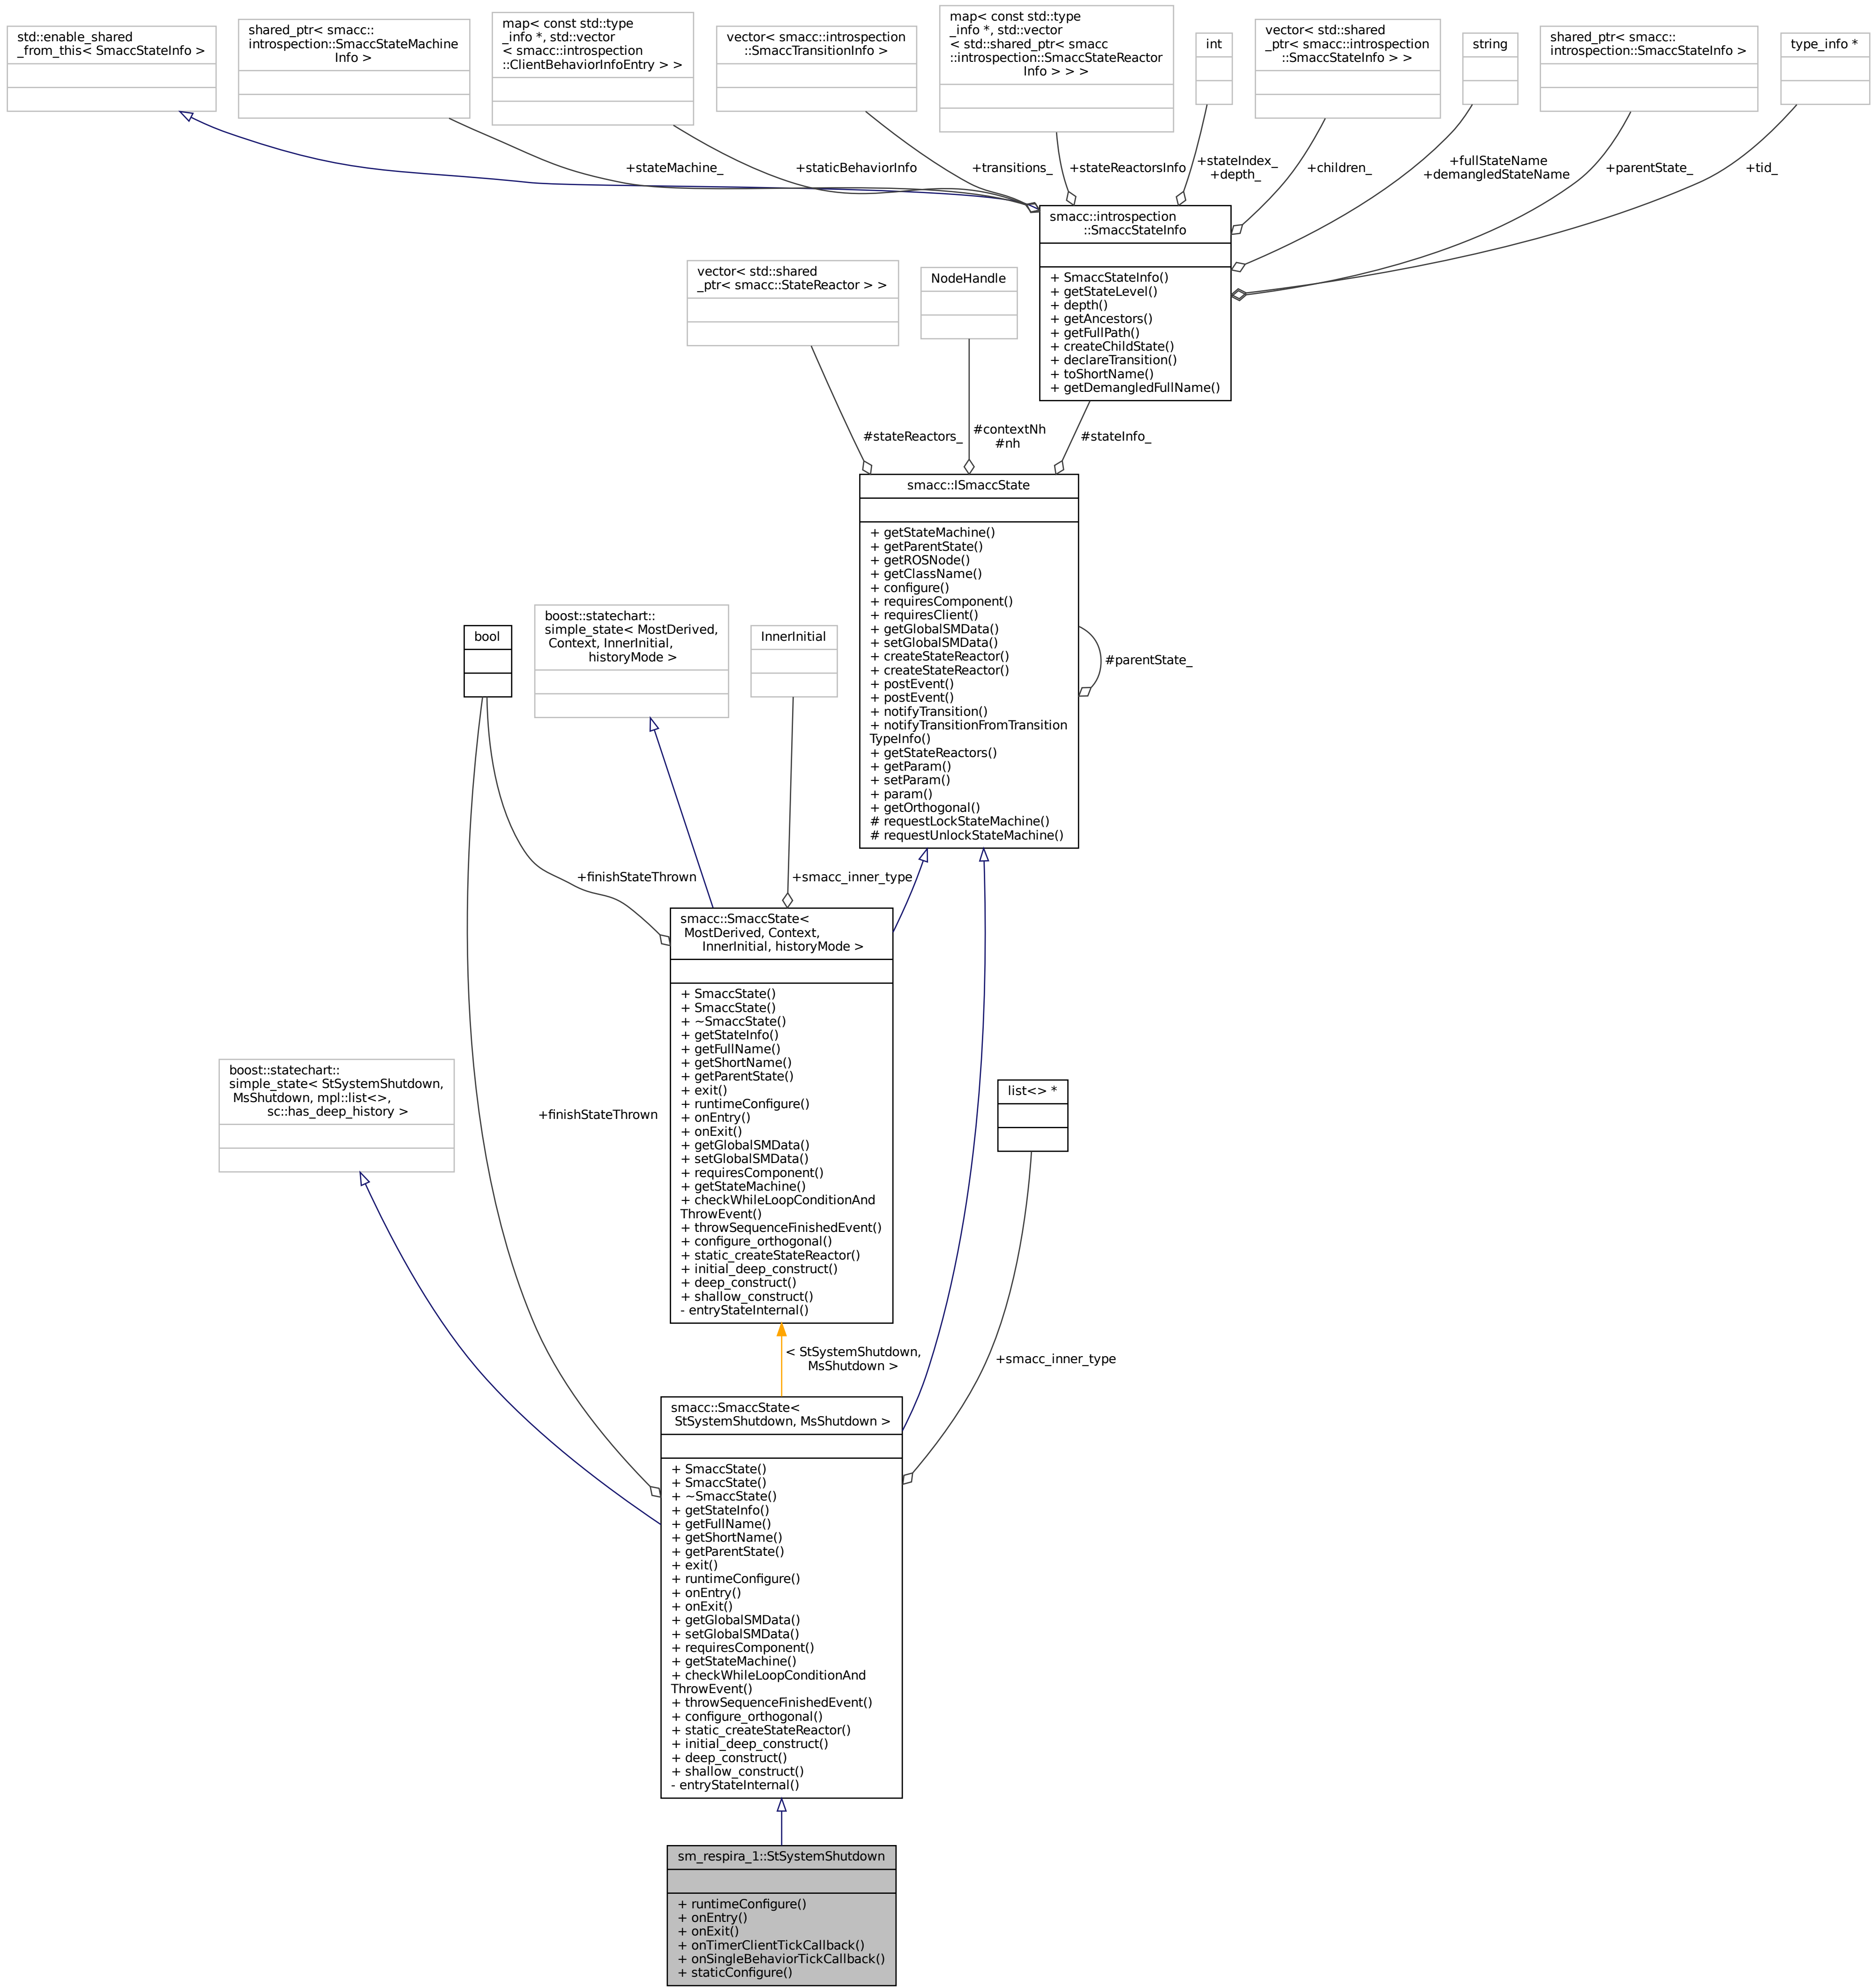 std::enable_shared
_from_this< SmaccStateInfo >
shared_ptr< smacc::
introspection::SmaccStateMachine
Info >
map< const std::type
_info *, std::vector
< smacc::introspection
::ClientBehaviorInfoEntry > >
vector< smacc::introspection
::SmaccTransitionInfo >
map< const std::type
_info *, std::vector
< std::shared_ptr< smacc
::introspection::SmaccStateReactor
Info > > >
int
vector< std::shared
_ptr< smacc::introspection
::SmaccStateInfo > >
string
shared_ptr< smacc::
introspection::SmaccStateInfo >
type_info *
+stateMachine_
+staticBehaviorInfo
+transitions_
+stateReactorsInfo
+stateIndex_
+depth_
+children_
+fullStateName
+demangledStateName
+parentState_
+tid_
smacc::introspection
::SmaccStateInfo
+ SmaccStateInfo()
+ getStateLevel()
+ depth()
+ getAncestors()
+ getFullPath()
+ createChildState()
+ declareTransition()
+ toShortName()
+ getDemangledFullName()
vector< std::shared
_ptr< smacc::StateReactor > >
NodeHandle
#stateReactors_
#contextNh
#nh
#stateInfo_
smacc::ISmaccState
+ getStateMachine()
+ getParentState()
+ getROSNode()
+ getClassName()
+ configure()
+ requiresComponent()
+ requiresClient()
+ getGlobalSMData()
+ setGlobalSMData()
+ createStateReactor()
+ createStateReactor()
+ postEvent()
+ postEvent()
+ notifyTransition()
+ notifyTransitionFromTransition
TypeInfo()
+ getStateReactors()
+ getParam()
+ setParam()
+ param()
+ getOrthogonal()
# requestLockStateMachine()
# requestUnlockStateMachine()
#parentState_
bool
boost::statechart::
simple_state< MostDerived,
Context, InnerInitial,
historyMode >
InnerInitial
+finishStateThrown
+smacc_inner_type
smacc::SmaccState<
MostDerived, Context,
InnerInitial, historyMode >
+ SmaccState()
+ SmaccState()
+ ~SmaccState()
+ getStateInfo()
+ getFullName()
+ getShortName()
+ getParentState()
+ exit()
+ runtimeConfigure()
+ onEntry()
+ onExit()
+ getGlobalSMData()
+ setGlobalSMData()
+ requiresComponent()
+ getStateMachine()
+ checkWhileLoopConditionAnd
ThrowEvent()
+ throwSequenceFinishedEvent()
+ configure_orthogonal()
+ static_createStateReactor()
+ initial_deep_construct()
+ deep_construct()
+ shallow_construct()
- entryStateInternal()
boost::statechart::
simple_state< StSystemShutdown,
MsShutdown, mpl::list<>,
sc::has_deep_history >
+finishStateThrown
list<> *
< StSystemShutdown,
MsShutdown >
+smacc_inner_type
smacc::SmaccState<
StSystemShutdown, MsShutdown >
+ SmaccState()
+ SmaccState()
+ ~SmaccState()
+ getStateInfo()
+ getFullName()
+ getShortName()
+ getParentState()
+ exit()
+ runtimeConfigure()
+ onEntry()
+ onExit()
+ getGlobalSMData()
+ setGlobalSMData()
+ requiresComponent()
+ getStateMachine()
+ checkWhileLoopConditionAnd
ThrowEvent()
+ throwSequenceFinishedEvent()
+ configure_orthogonal()
+ static_createStateReactor()
+ initial_deep_construct()
+ deep_construct()
+ shallow_construct()
- entryStateInternal()
sm_respira_1::StSystemShutdown
+ runtimeConfigure()
+ onEntry()
+ onExit()
+ onTimerClientTickCallback()
+ onSingleBehaviorTickCallback()
+ staticConfigure()